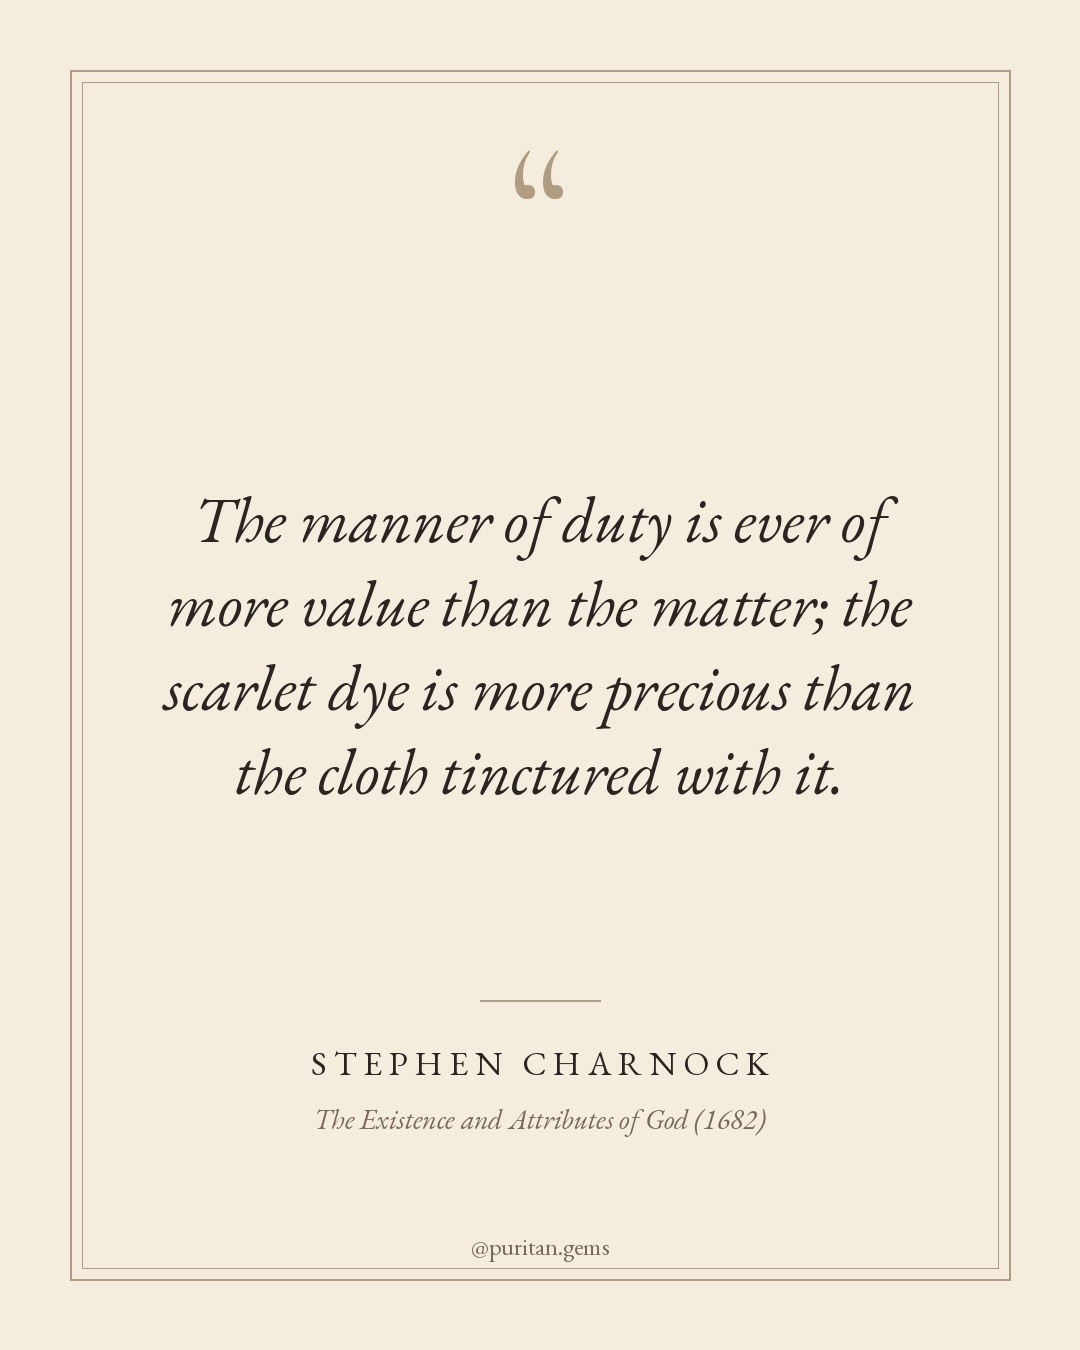 “
The manner of duty is ever of
more value than the matter; the
scarlet dye is more precious than
the cloth tinctured with it.
STEPHEN CHARNOCK
The Existence and Attributes of God (1682)
@puritan.gems